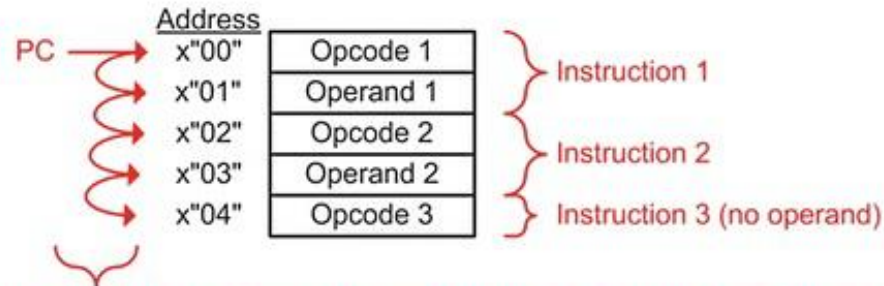 Address
PC x"00" Opcode 1
Instruction 1
x"01" Operand 1
x"02" Opcode 2
Instruction 2
x"03" Operand 2
x"04" Opcode 3 Instruction 3 (no operand)